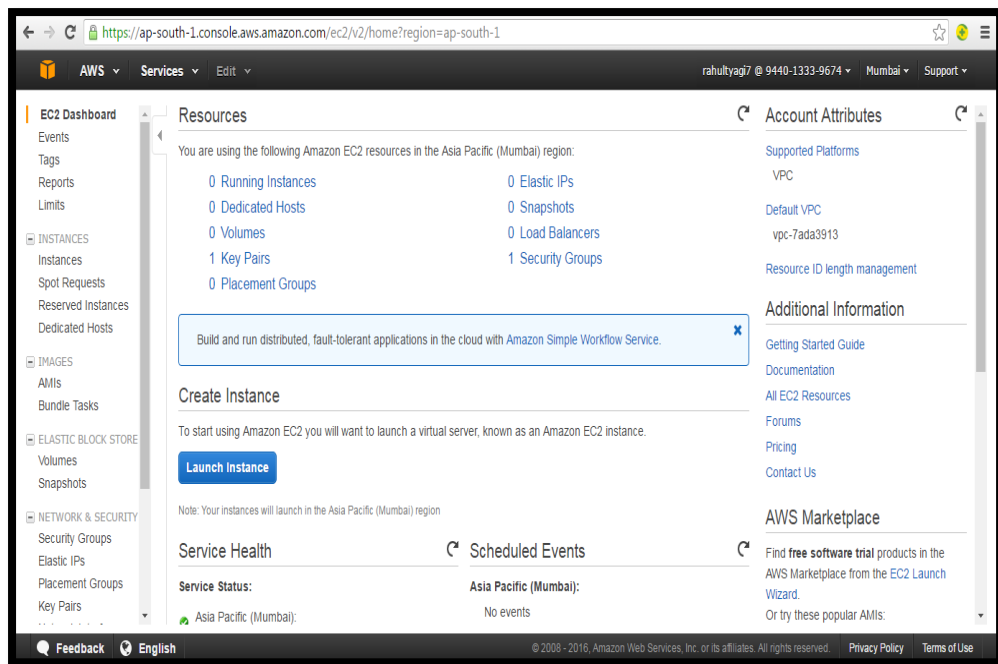 https://ap-south-1.console.aws.amazon.com/ec2/v2/home?region=ap-south-1
AWS Services Edit rahultyagi7 @ 9440-1333-9674 Mumbai Support
EC2 Dashboard
Events
Tags
Reports
Limits
INSTANCES
Instances
Spot Requests
Reserved Instances
Dedicated Hosts
IMAGES
AMIs
Bundle Tasks
ELASTIC BLOCK STORE
Volumes
Snapshots
NETWORK & SECURITY
Security Groups
Elastic IPs
Placement Groups
Key Pairs
Resources
You are using the following Amazon EC2 resources in the Asia Pacific (Mumbai) region:
0 Running Instances
0 Dedicated Hosts
0 Volumes
1 Key Pairs
0 Placement Groups
0 Elastic IPs
0 Snapshots
0 Load Balancers
1 Security Groups
Build and run distributed, fault-tolerant applications in the cloud with Amazon Simple Workflow Service.
Create Instance
To start using Amazon EC2 you will want to launch a virtual server, known as an Amazon EC2 instance.
Launch Instance
Note: Your instances will launch in the Asia Pacific (Mumbai) region
Service Health
Service Status:
Asia Pacific (Mumbai):
Scheduled Events
Asia Pacific (Mumbai):
No events
Account Attributes
Supported Platforms
VPC
Default VPC
vpc-7ada3913
Resource ID length management
Additional Information
Getting Started Guide
Documentation
All EC2 Resources
Forums
Pricing
Contact Us
AWS Marketplace
Find free software trial products in the
AWS Marketplace from the EC2 Launch
Wizard.
Or try these popular AMIs:
Feedback English © 2008 - 2016, Amazon Web Services, Inc. or its affiliates. All rights reserved. Privacy Policy Terms of Use